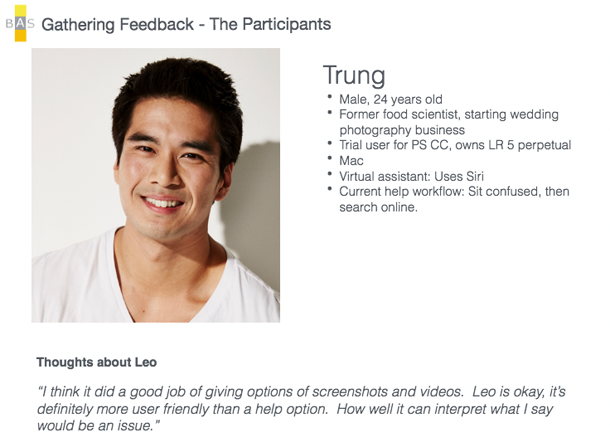 BAS
Gathering Feedback - The Participants
Trung
• Male, 24 years old
• Former food scientist, starting wedding
photography business
• Trial user for PS CC, owns LR 5 perpetual
• Mac
• Virtual assistant: Uses Siri
• Current help workflow: Sit confused, then
search online.
Thoughts about Leo
“I think it did a good job of giving options of screenshots and videos.  Leo is okay, it’s
definitely more user friendly than a help option.  How well it can interpret what I say
would be an issue.”